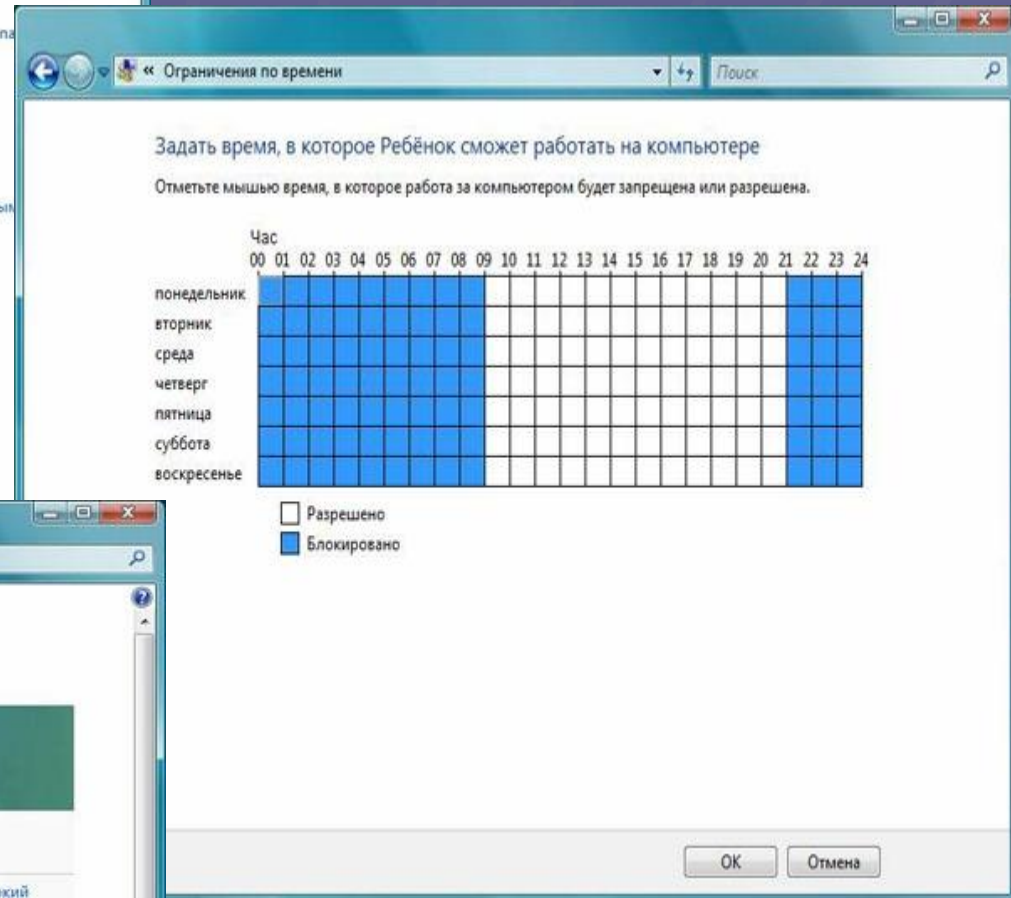 « Ограничения по времени
Поиск
Задать время, в которое Ребёнок сможет работать на компьютере
Отметьте мышью время, в которое работа за компьютером будет запрещена или разрешена.
Час
00 01 02 03 04 05 06 07 08 09 10 11 12 13 14 15 16 17 18 19 20 21 22 23 24
понедельник
вторник
среда
четверг
пятница
суббота
воскресенье
Разрешено
Блокировано
OK Отмена